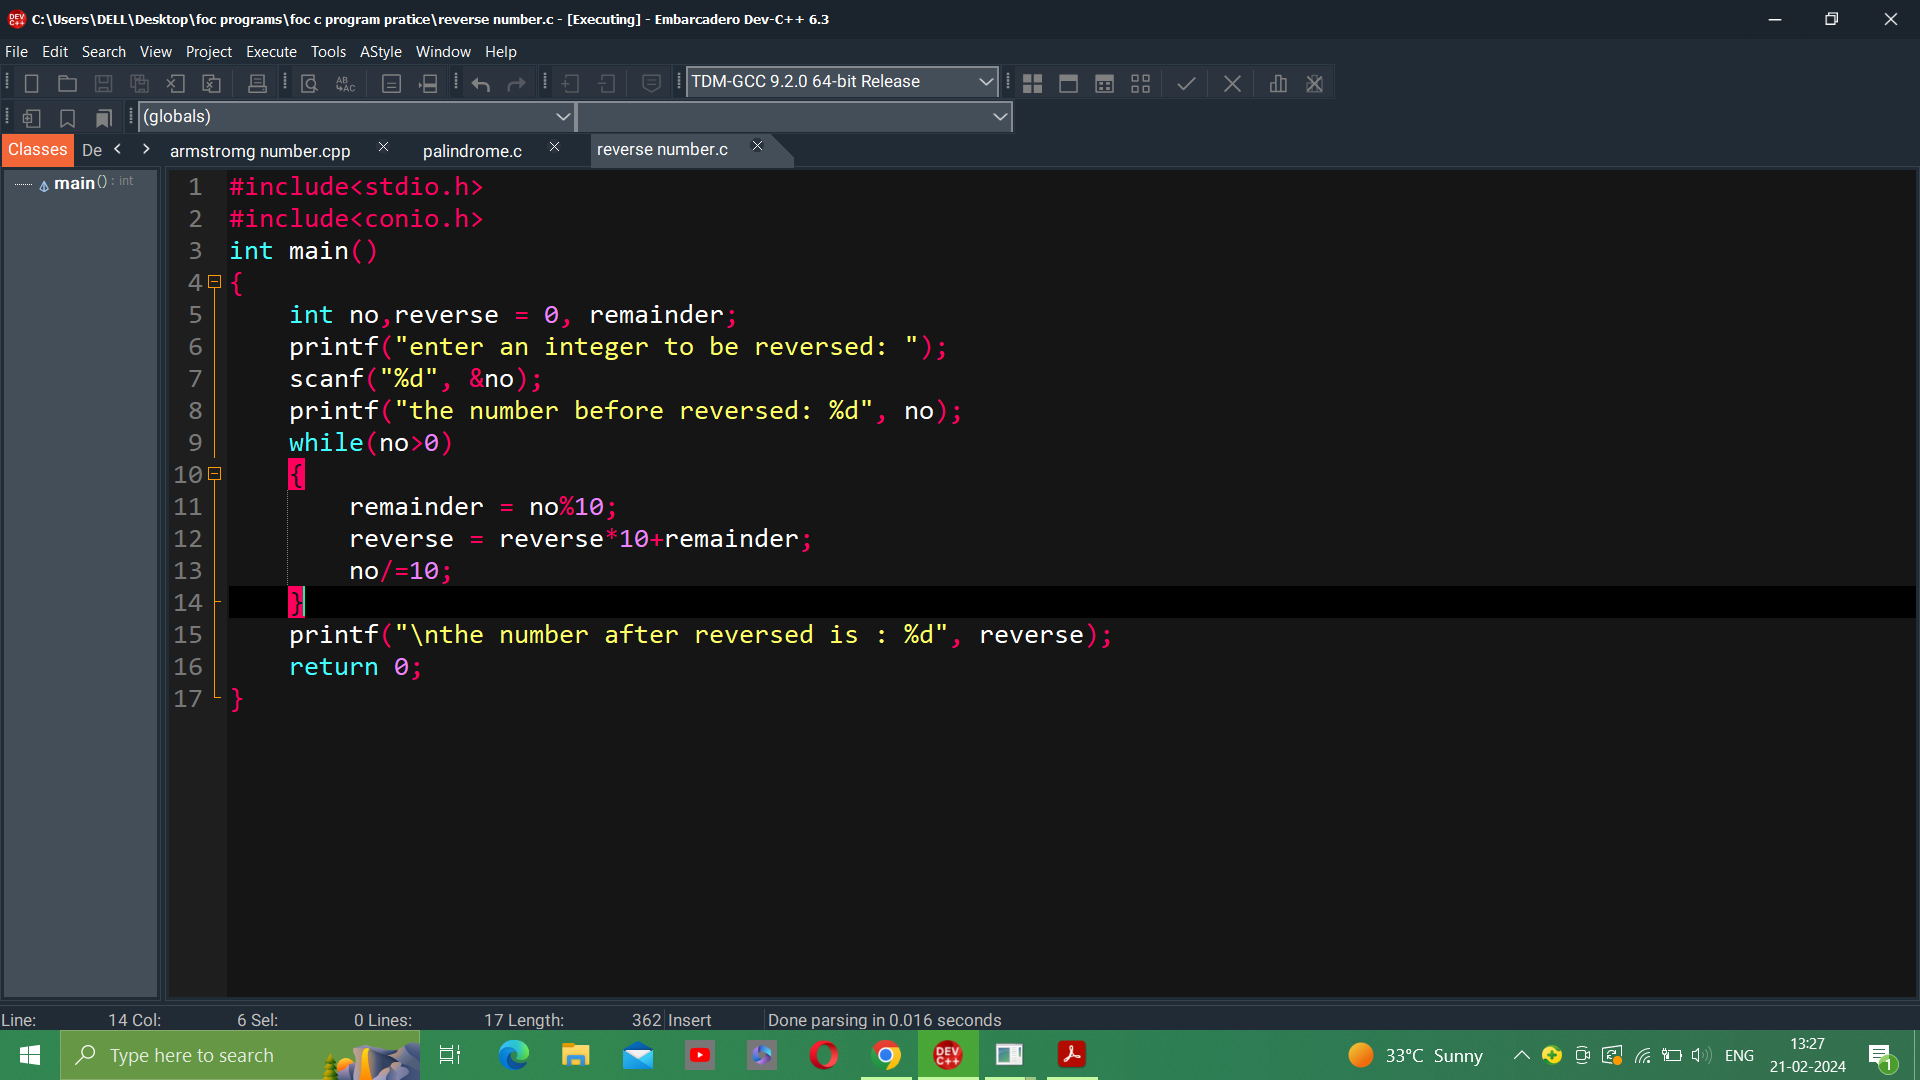 C:\Users\DELL\Desktop\foc programs\foc c program pratice\reverse number.c - [Executing] - Embarcadero Dev-C++ 6.3
File Edit Search View Project Execute Tools AStyle Window Help
TDM-GCC 9.2.0 64-bit Release
(globals)
Classes De armstromg number.cpp palindrome.c reverse number.c
main() : int
1 #include<stdio.h>
2 #include<conio.h>
3 int main()
4 {
5 int no,reverse = 0, remainder;
6 printf("enter an integer to be reversed: ");
7 scanf("%d", &no);
8 printf("the number before reversed: %d", no);
9 while(no>0)
10 {
11 remainder = no%10;
12 reverse = reverse*10+remainder;
13 no/=10;
14 }
15 printf("\nthe number after reversed is : %d", reverse);
16 return 0;
17 }
Line: 14 Col: 6 Sel: 0 Lines: 17 Length: 362 Insert Done parsing in 0.016 seconds
Type here to search
DEV C++
33°C Sunny
ENG
13:27
21-02-2024
1